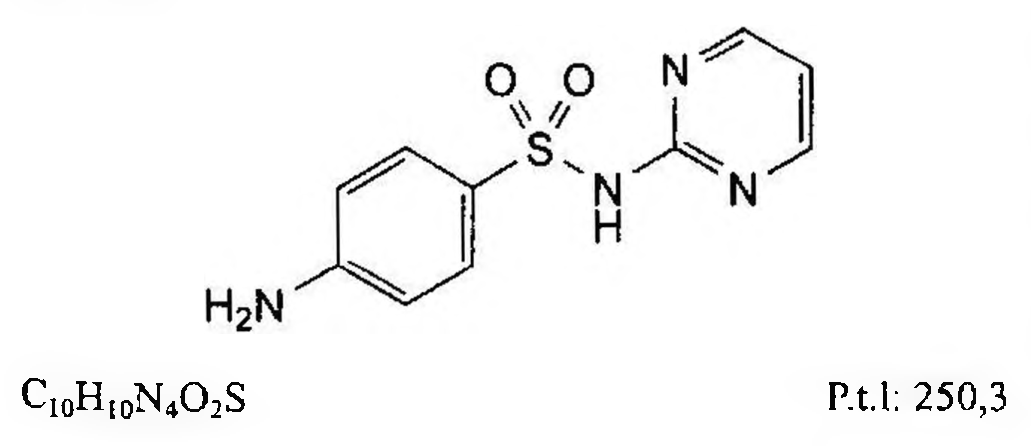 O O N
S
N N
H
H₂N
C₁₀H₁₀N₄O₂S P.t.l: 250,3